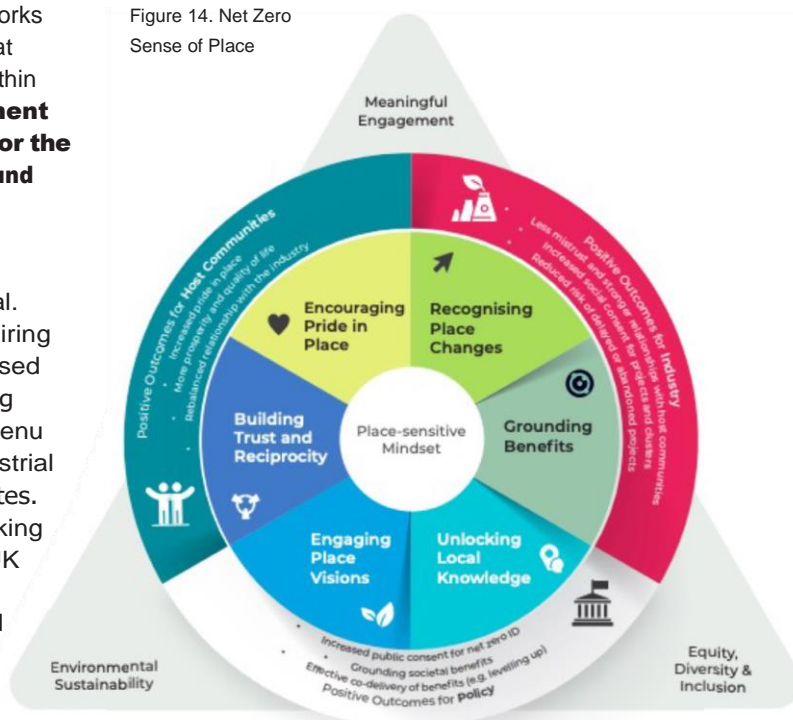 orks
at
thin
nent
or the
und
al.
iring
sed
g
enu
strial
tes.
king
UK
Figure 14. Net Zero
Sense of Place
Meaningful
Engagement
Positive Outcomes for Host Communities
• Increased pride in place
• More prosperity and quality of life
• Rebalanced relationship with the industry
Positive Outcomes for Industry
• Less mistrust and stronger relationships with host communities
• Increased social consent for projects and clusters
• Reduced risk of delayed or abandoned projects
Encouraging
Pride in
Place
Recognising
Place
Changes
Building
Trust and
Reciprocity
Place-sensitive
Mindset
Grounding
Benefits
Engaging
Place
Visions
Unlocking
Local
Knowledge
• Increased public consent for net zero ID
• Grounding societal benefits
• Effective co-delivery of benefits (e.g. levelling up)
Positive Outcomes for Policy
Environmental
Sustainability
Equity,
Diversity &
Inclusion